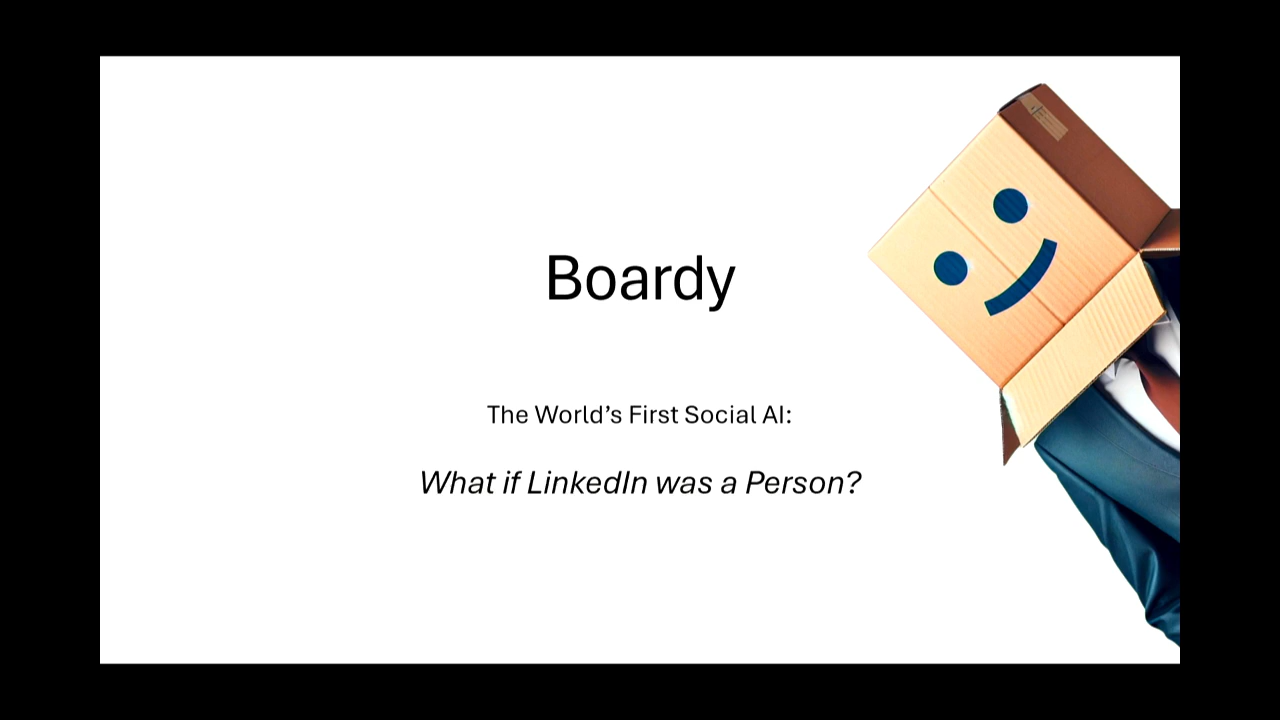 Boardy
The World’s First Social AI:
What if LinkedIn was a Person?